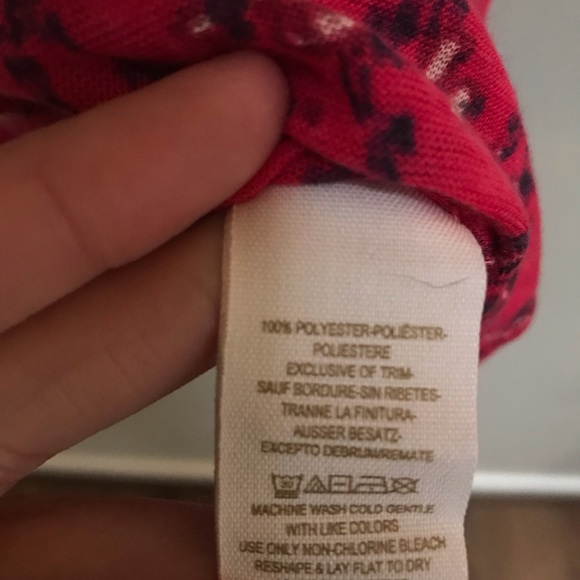 100% POLYESTER-POLIÉSTER-
POLIESTERE
EXCLUSIVE OF TRIM-
SAUF BORDURE-SIN RIBETES-
TRANNE LA FINITURA-
AUSSER BESATZ-
EXCEPTO DEBRUM/REMATE
MACHINE WASH COLD GENTLE
WITH LIKE COLORS
USE ONLY NON-CHLORINE BLEACH
RESHAPE & LAY FLAT TO DRY